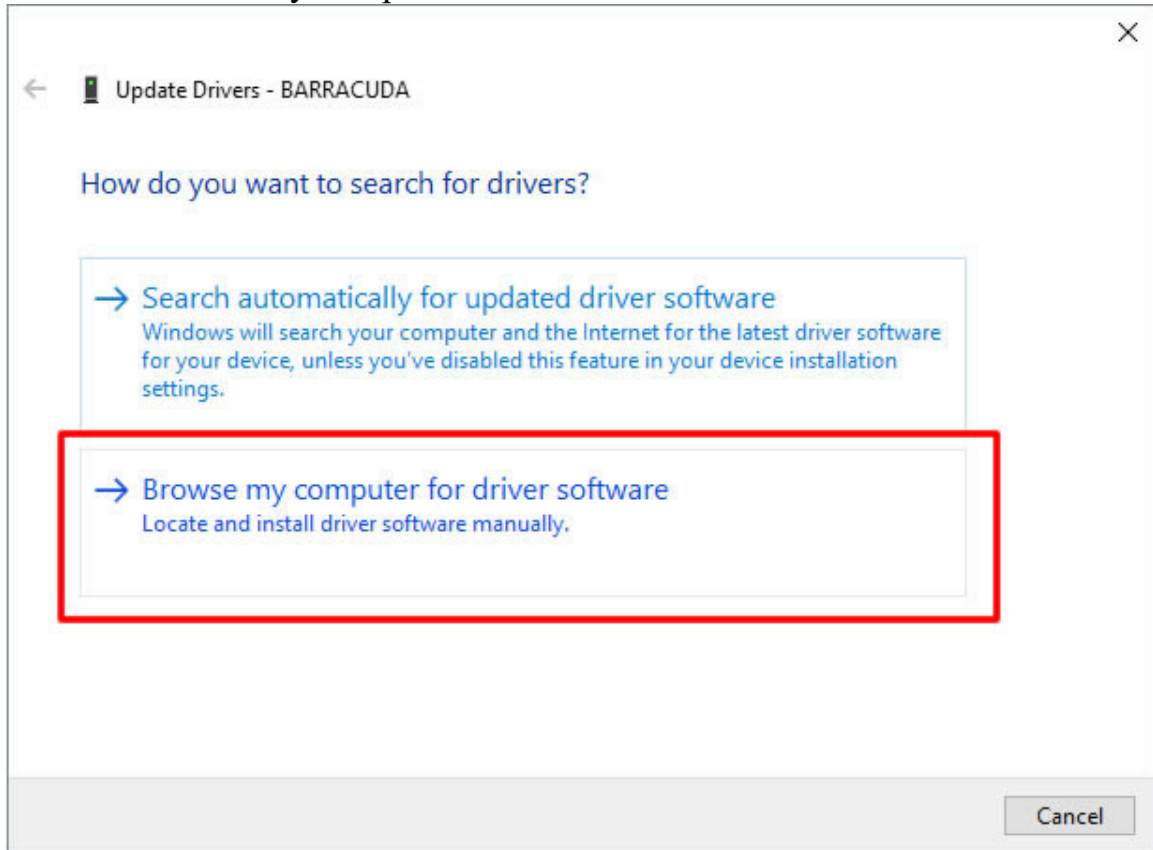 Update Drivers - BARRACUDA
How do you want to search for drivers?
Search automatically for updated driver software
Windows will search your computer and the Internet for the latest driver software
for your device, unless you've disabled this feature in your device installation
settings.
Browse my computer for driver software
Locate and install driver software manually.
Cancel